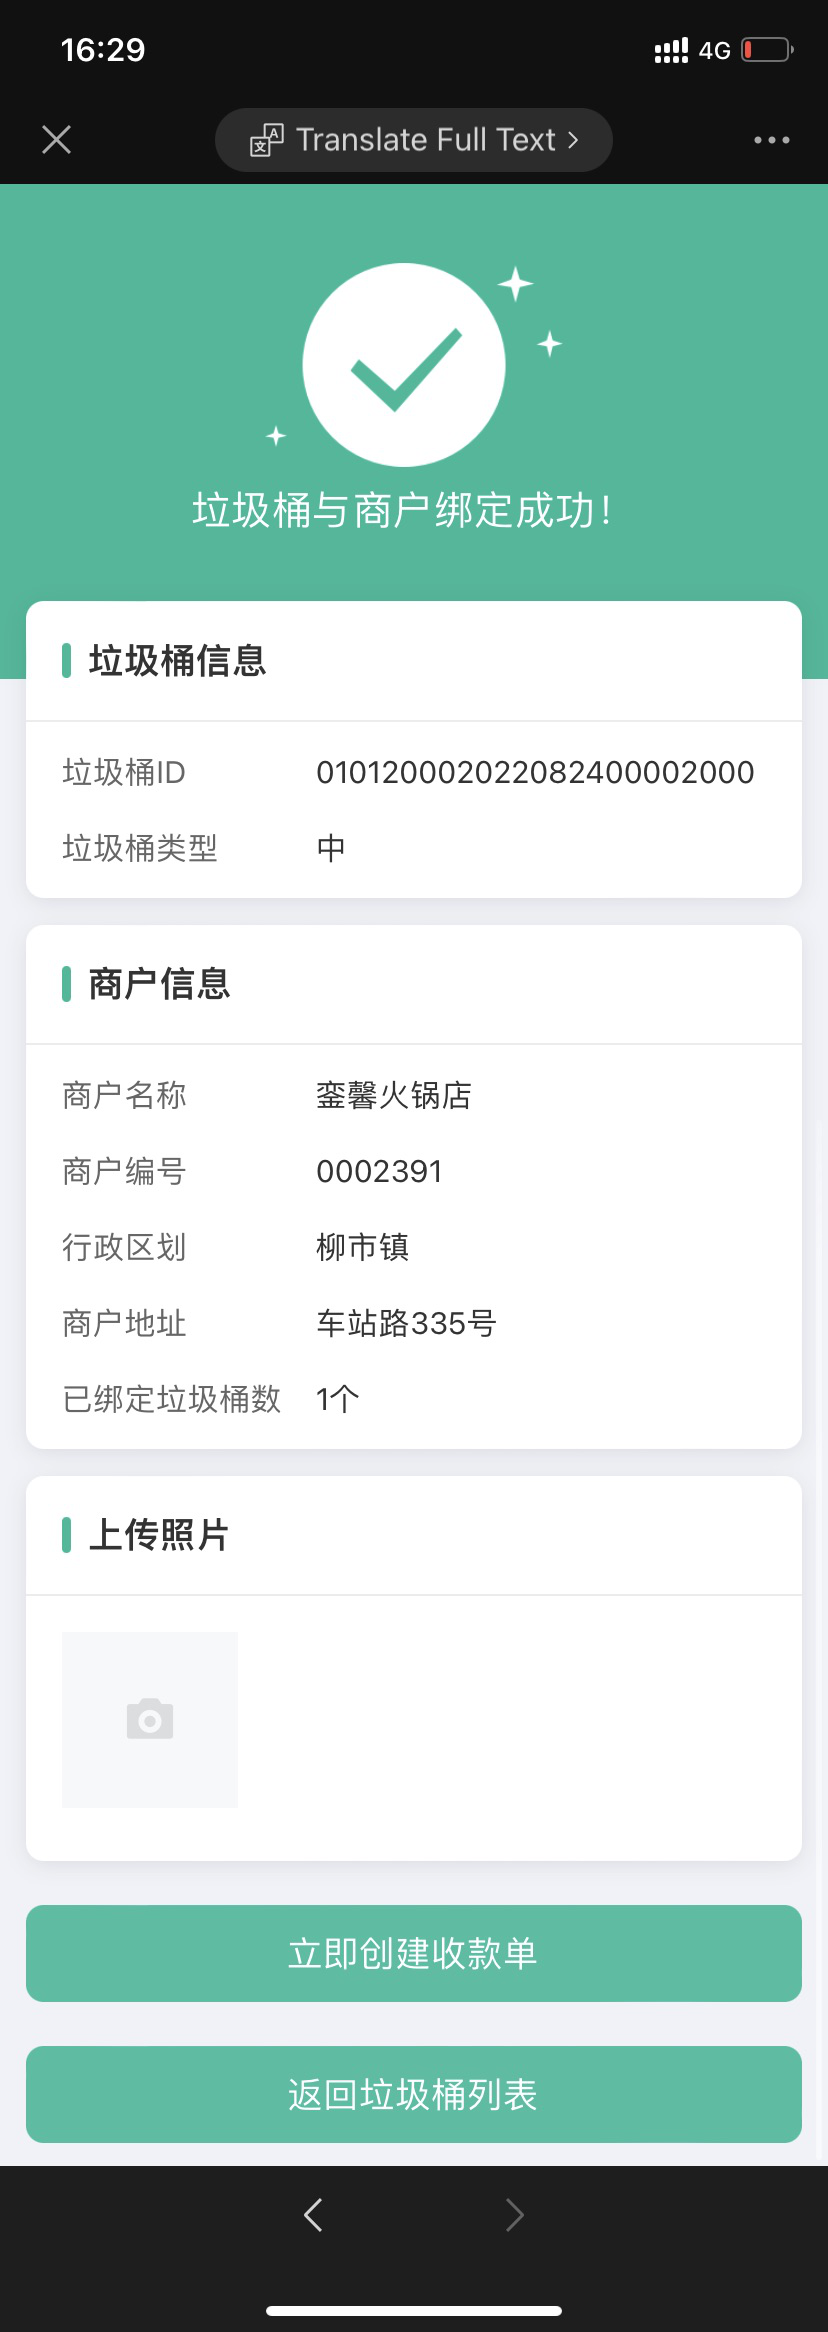 16:29
4G
Translate Full Text
垃圾桶与商户绑定成功！
垃圾桶信息
垃圾桶ID 010120002022082400002000
垃圾桶类型 中
商户信息
商户名称 銮馨火锅店
商户编号 0002391
行政区划 柳市镇
商户地址 车站路335号
已绑定垃圾桶数 1个
上传照片
立即创建收款单
返回垃圾桶列表